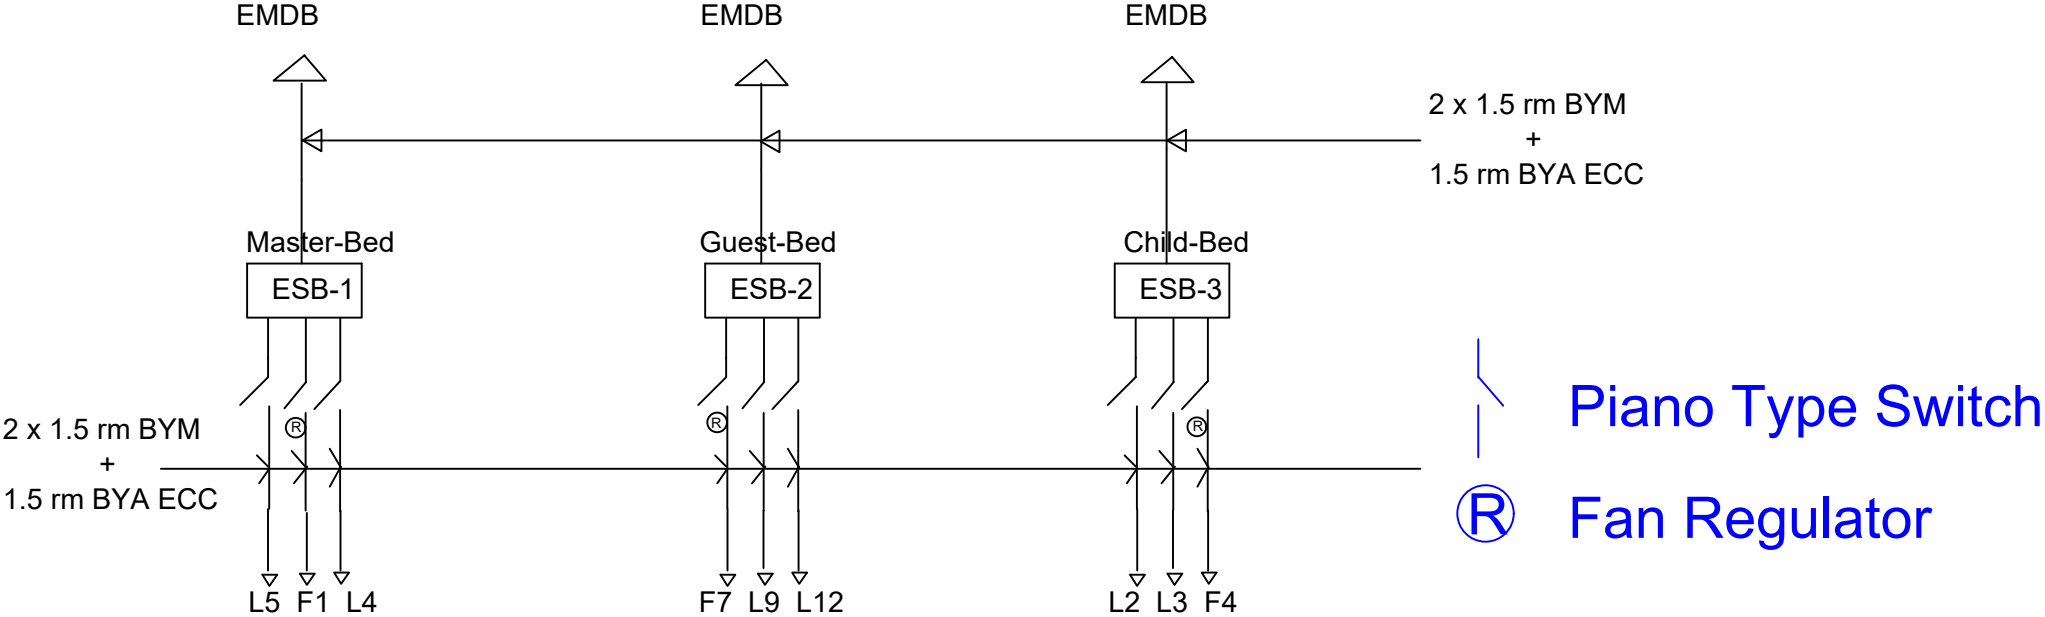 EMDB EMDB EMDB
2 x 1.5 rm BYM
+
1.5 rm BYA ECC
Master-Bed Guest-Bed Child-Bed
ESB-1 ESB-2 ESB-3
R R R
2 x 1.5 rm BYM
+
1.5 rm BYA ECC
Piano Type Switch
R Fan Regulator
L5 F1 L4 F7 L9 L12 L2 L3 F4